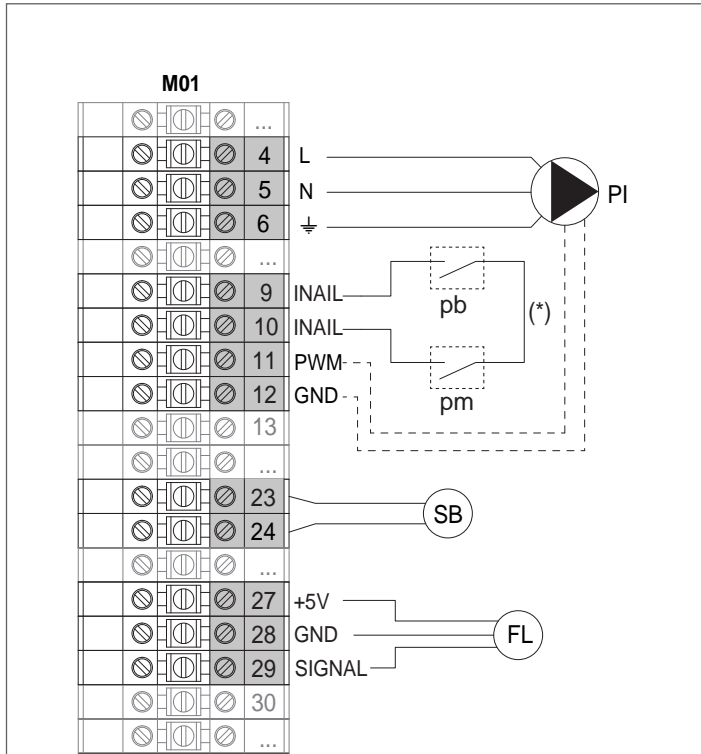 M01
...
4 L
5 N PI
6
...
9 INAIL
pb
(*)
10 INAIL
11 PWM
pm
12 GND
13
...
23
SB
24
...
27 +5V
28 GND FL
29 SIGNAL
30
...